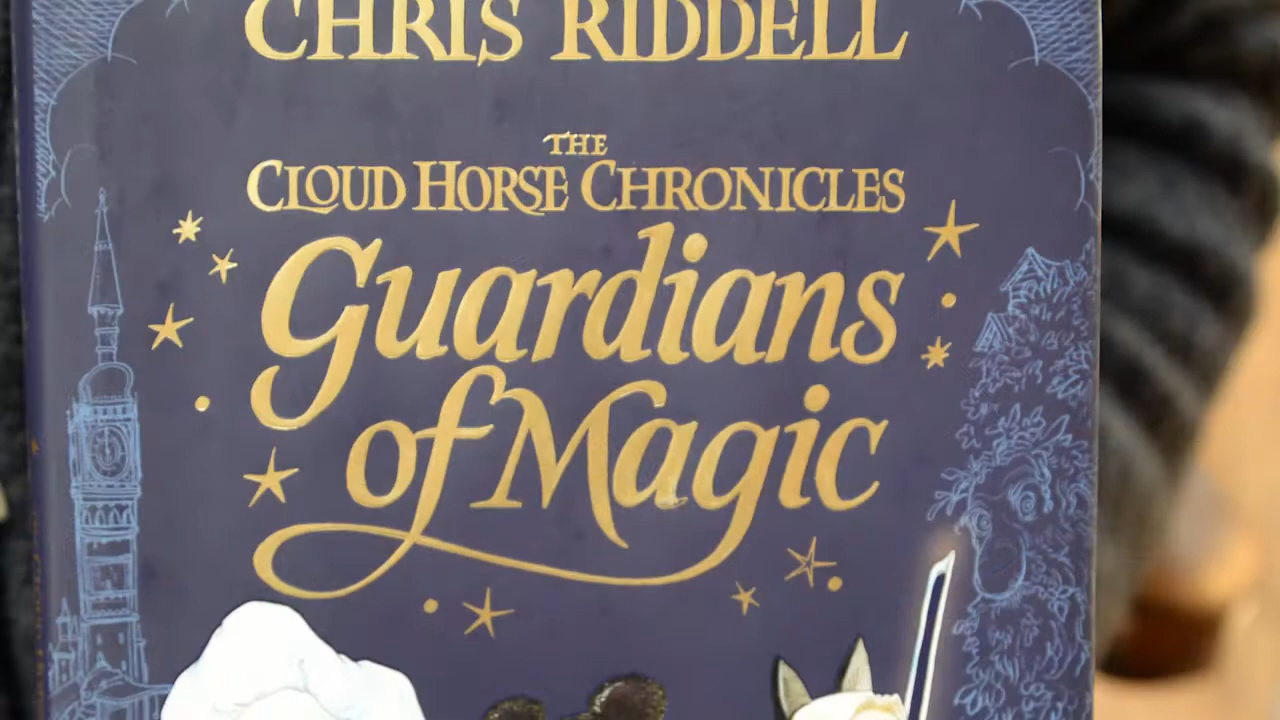 CHRIS RIDDELL
THE
CLOUD HORSE CHRONICLES
Guardians
of Magic